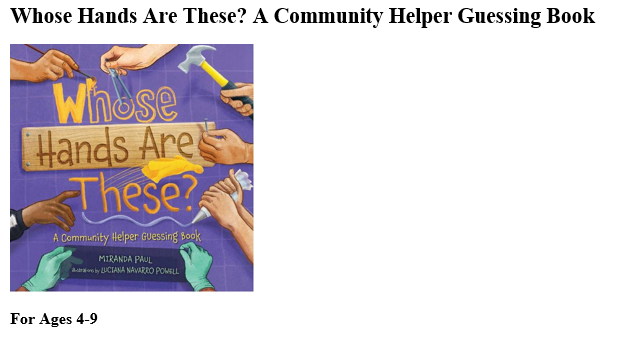 Whose Hands Are These? A Community Helper Guessing Book
Whose
Hands Are
These?
A Community Helper Guessing Book
MIRANDA PAUL
illustrations by LUCIANA NAVARRO POWELL
For Ages 4-9